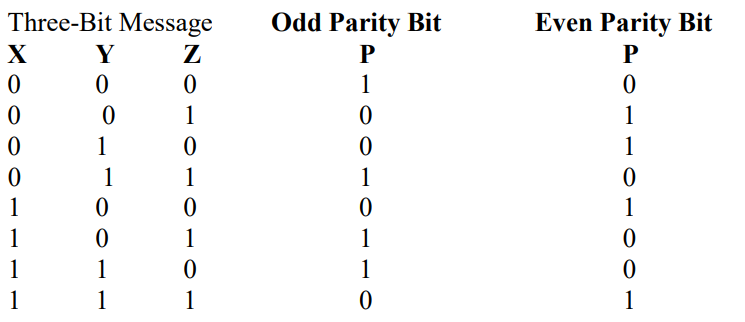 Three-Bit Message Odd Parity Bit Even Parity Bit
X Y Z P P
0 0 0 1 0
0 0 1 0 1
0 1 0 0 1
0 1 1 1 0
1 0 0 0 1
1 0 1 1 0
1 1 0 1 0
1 1 1 0 1